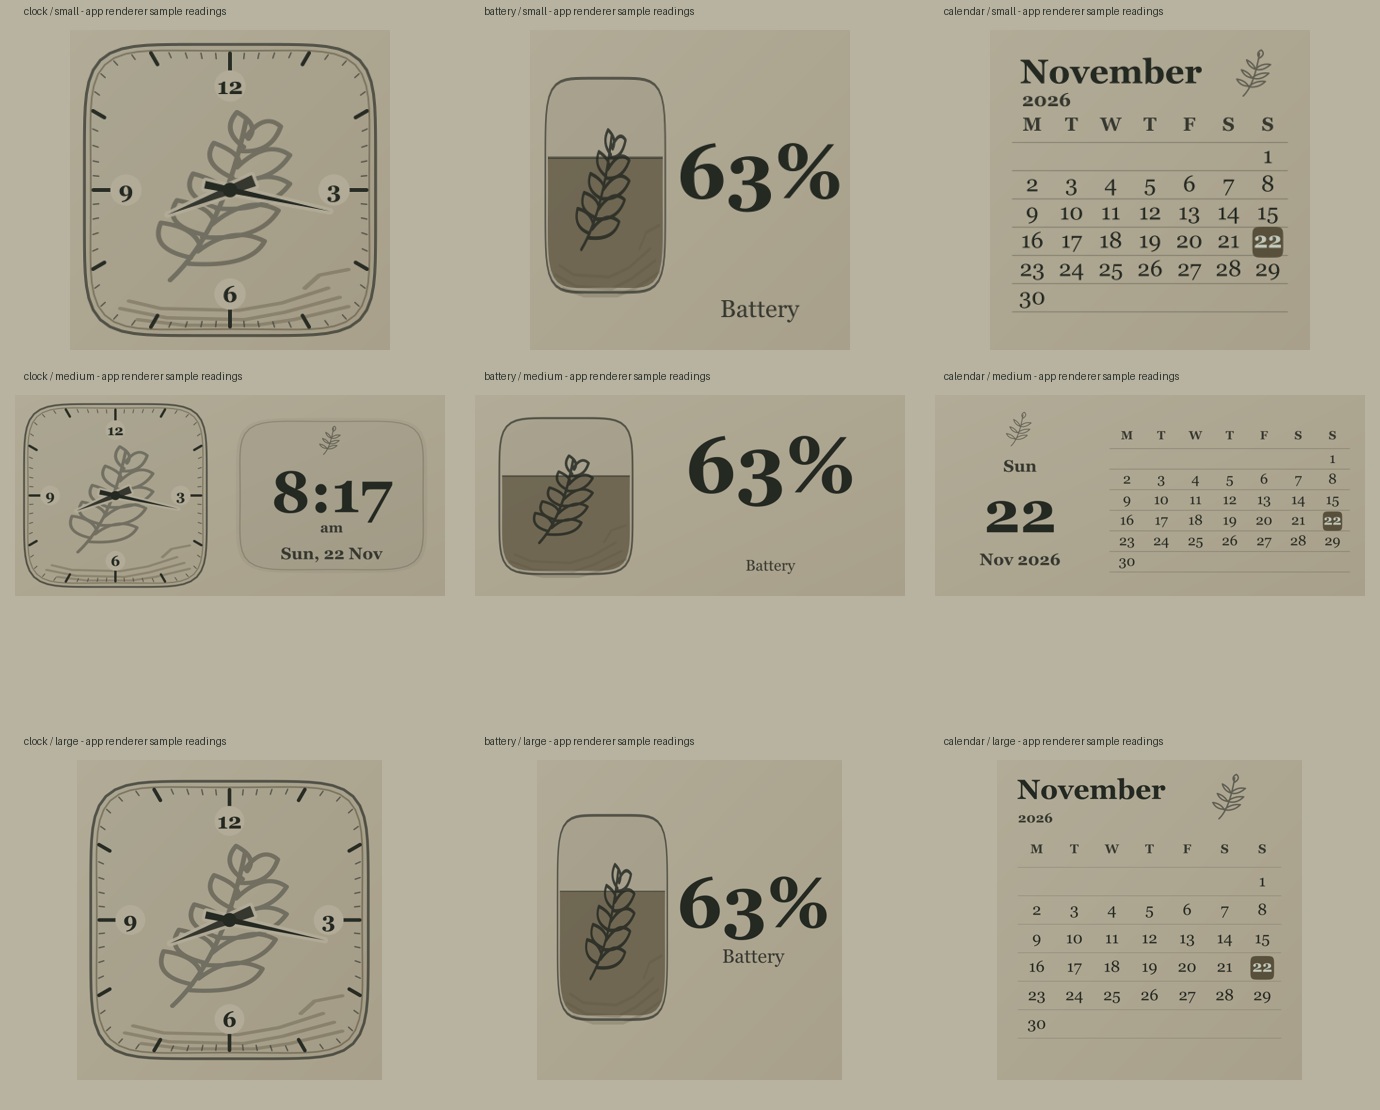 clock / small - app renderer sample readings
12
9 3
6
battery / small - app renderer sample readings
63%
Battery
calendar / small - app renderer sample readings
November
2026
M T W T F S S
1
2 3 4 5 6 7 8
9 10 11 12 13 14 15
16 17 18 19 20 21 22
23 24 25 26 27 28 29
30
clock / medium - app renderer sample readings
12
9 3
6
8:17
am
Sun, 22 Nov
battery / medium - app renderer sample readings
63%
Battery
calendar / medium - app renderer sample readings
Sun
22
Nov 2026
M T W T F S S
1
2 3 4 5 6 7 8
9 10 11 12 13 14 15
16 17 18 19 20 21 22
23 24 25 26 27 28 29
30
clock / large - app renderer sample readings
12
9 3
6
battery / large - app renderer sample readings
63%
Battery
calendar / large - app renderer sample readings
November
2026
M T W T F S S
1
2 3 4 5 6 7 8
9 10 11 12 13 14 15
16 17 18 19 20 21 22
23 24 25 26 27 28 29
30